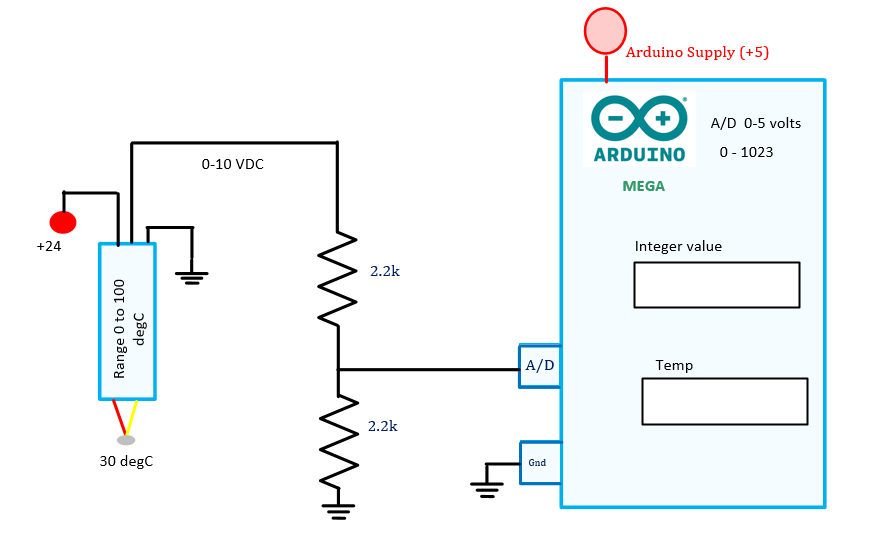 Arduino Supply (+5)
ARDUINO
A/D 0-5 volts
0 - 1023
MEGA
0-10 VDC
+24
Range 0 to 100
degC
30 degC
2.2k
2.2k
Integer value
Temp
A/D
Gnd